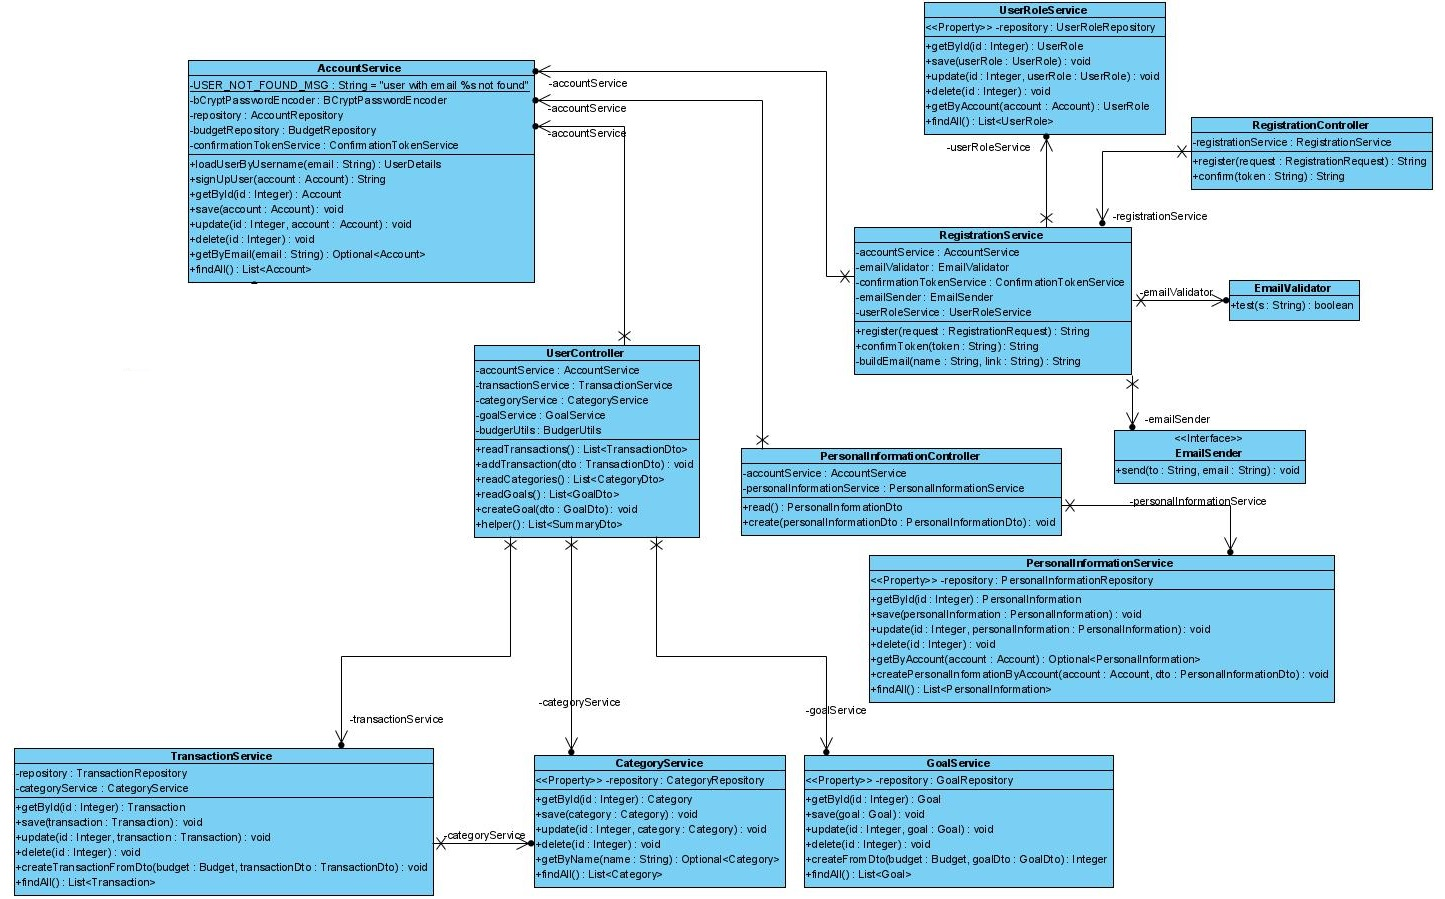 UserRoleService
<<Property>> -repository : UserRoleRepository
+getById(id : Integer) : UserRole
+save(userRole : UserRole) : void
+update(id : Integer, userRole : UserRole) : void
+delete(id : Integer) : void
+getByAccount(account : Account) : UserRole
+findAll() : List<UserRole>
-userRoleService
AccountService
-USER_NOT_FOUND_MSG : String = "user with email %s not found"
-bCryptPasswordEncoder : BCryptPasswordEncoder
-repository : AccountRepository
-budgetRepository : BudgetRepository
-confirmationTokenService : ConfirmationTokenService
+loadUserByUsername(email : String) : UserDetails
+signUpUser(account : Account) : String
+getById(id : Integer) : Account
+save(account : Account) : void
+update(id : Integer, account : Account) : void
+delete(id : Integer) : void
+getByEmail(email : String) : Optional<Account>
+findAll() : List<Account>
-accountService
-accountService
-accountService
RegistrationController
-registrationService : RegistrationService
+register(request : RegistrationRequest) : String
+confirm(token : String) : String
-registrationService
RegistrationService
-accountService : AccountService
-emailValidator : EmailValidator
-confirmationTokenService : ConfirmationTokenService
-emailSender : EmailSender
-userRoleService : UserRoleService
+register(request : RegistrationRequest) : String
+confirmToken(token : String) : String
-buildEmail(name : String, link : String) : String
-emailValidator
EmailValidator
+test(s : String) : boolean
-emailSender
<<Interface>>
EmailSender
+send(to : String, email : String) : void
UserController
-accountService : AccountService
-transactionService : TransactionService
-categoryService : CategoryService
-goalService : GoalService
-budgerUtils : BudgerUtils
+readTransactions() : List<TransactionDto>
+addTransaction(dto : TransactionDto) : void
+readCategories() : List<CategoryDto>
+readGoals() : List<GoalDto>
+createGoal(dto : GoalDto) : void
+helper() : List<SummaryDto>
PersonalInformationController
-accountService : AccountService
-personalInformationService : PersonalInformationService
+read() : PersonalInformationDto
+create(personalInformationDto : PersonalInformationDto) : void
-personalInformationService
PersonalInformationService
<<Property>> -repository : PersonalInformationRepository
+getById(id : Integer) : PersonalInformation
+save(personalInformation : PersonalInformation) : void
+update(id : Integer, personalInformation : PersonalInformation) : void
+delete(id : Integer) : void
+getByAccount(account : Account) : Optional<PersonalInformation>
+createPersonalInformationByAccount(account : Account, dto : PersonalInformationDto) : void
+findAll() : List<PersonalInformation>
-transactionService
-categoryService
-goalService
TransactionService
-repository : TransactionRepository
-categoryService : CategoryService
+getById(id : Integer) : Transaction
+save(transaction : Transaction) : void
+update(id : Integer, transaction : Transaction) : void
+delete(id : Integer) : void
+createTransactionFromDto(budget : Budget, transactionDto : TransactionDto) : void
+findAll() : List<Transaction>
-categoryService
CategoryService
<<Property>> -repository : CategoryRepository
+getById(id : Integer) : Category
+save(category : Category) : void
+update(id : Integer, category : Category) : void
+delete(id : Integer) : void
+getByName(name : String) : Optional<Category>
+findAll() : List<Category>
GoalService
<<Property>> -repository : GoalRepository
+getById(id : Integer) : Goal
+save(goal : Goal) : void
+update(id : Integer, goal : Goal) : void
+delete(id : Integer) : void
+createFromDto(budget : Budget, goalDto : GoalDto) : Integer
+findAll() : List<Goal>